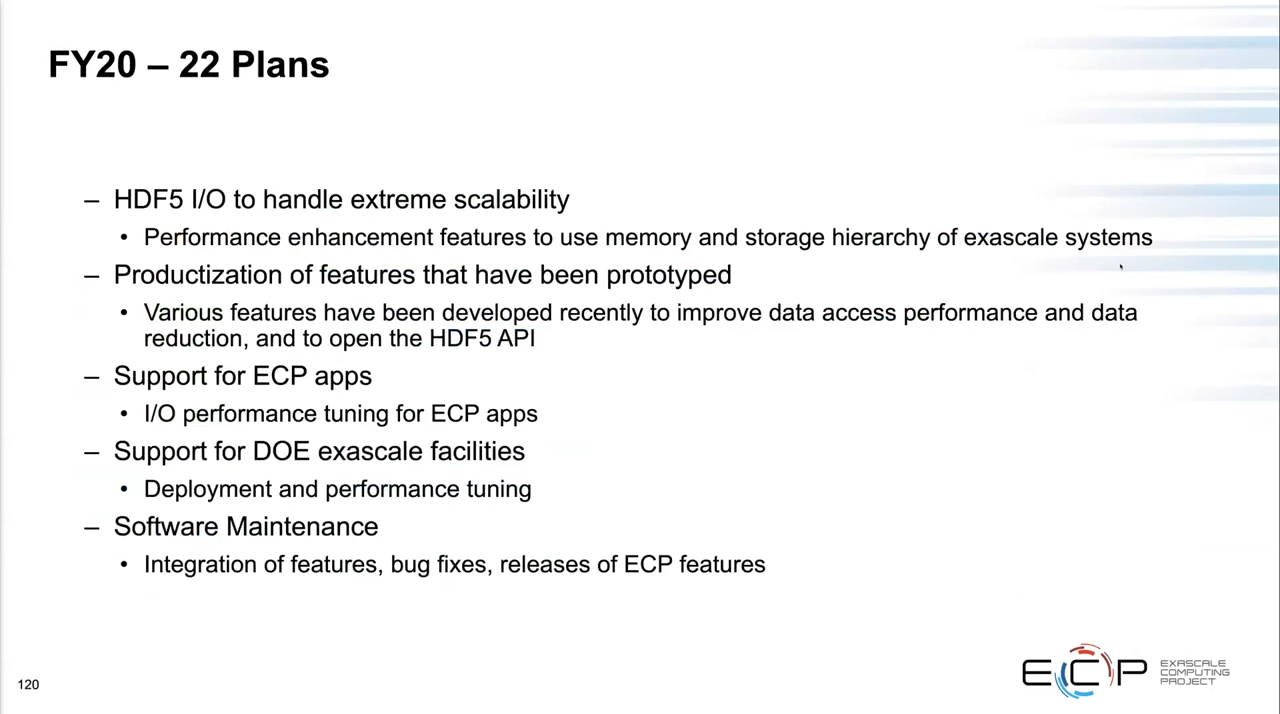 FY20 – 22 Plans
– HDF5 I/O to handle extreme scalability
• Performance enhancement features to use memory and storage hierarchy of exascale systems
– Productization of features that have been prototyped
• Various features have been developed recently to improve data access performance and data
reduction, and to open the HDF5 API
– Support for ECP apps
• I/O performance tuning for ECP apps
– Support for DOE exascale facilities
• Deployment and performance tuning
– Software Maintenance
• Integration of features, bug fixes, releases of ECP features
120
ECP
EXASCALE
COMPUTING
PROJECT